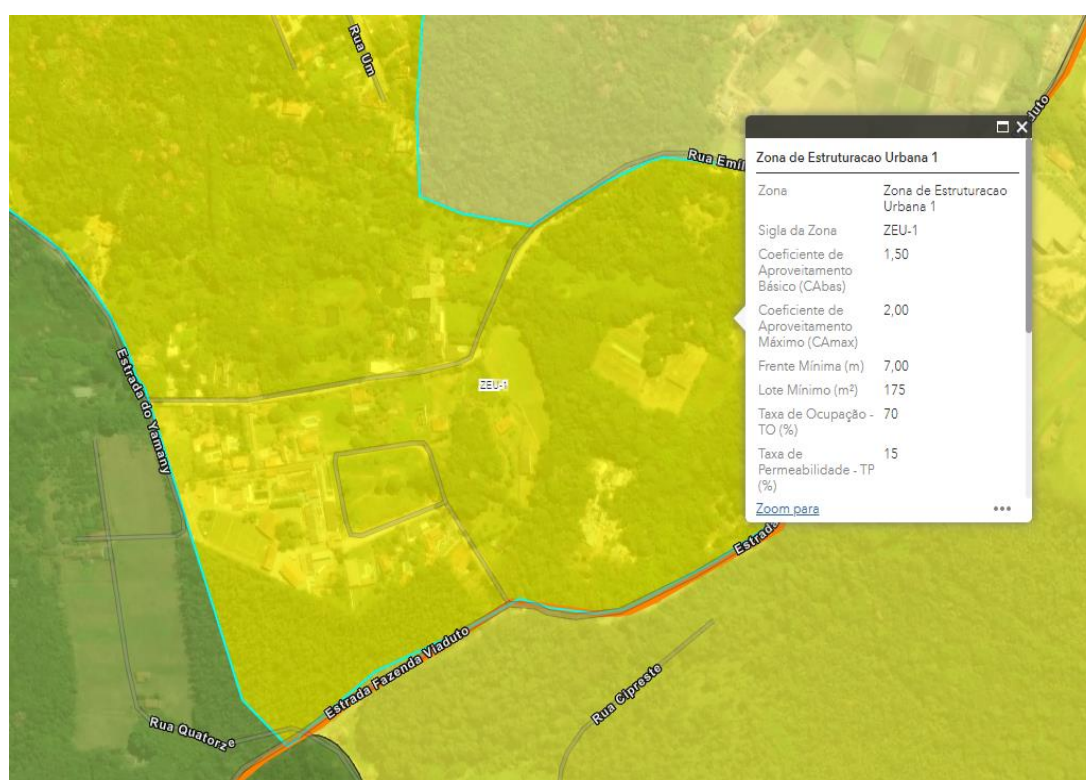 Rua Um
Rua Emíl
duto
Zona de Estruturacao Urbana 1
Zona
Zona de Estruturacao
Urbana 1
Sigla da Zona
ZEU-1
Coeficiente de
Aproveitamento
Básico (CAbas)
1,50
Coeficiente de
Aproveitamento
Máximo (CAmax)
2,00
Frente Mínima (m)
7,00
Lote Mínimo (m²)
175
Taxa de Ocupação -
TO (%)
70
Taxa de
Permeabilidade - TP
(%)
15
Zoom para
ZEU-1
Estrada do Yamany
Estrada
Estrada Fazenda Viaduto
Rua Cipreste
Rua Quatorze